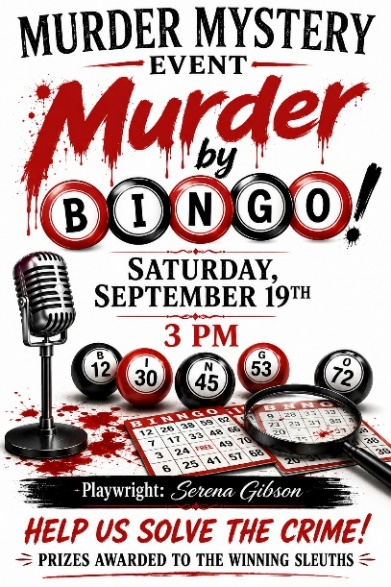 MURDER MYSTERY
EVENT
Murder
by
BINGO!
SATURDAY,
SEPTEMBER 19TH
3 PM
B 12
I 30
N 45
G 53
O 72
Playwright: Serena Gibson
HELP US SOLVE THE CRIME!
PRIZES AWARDED TO THE WINNING SLEUTHS